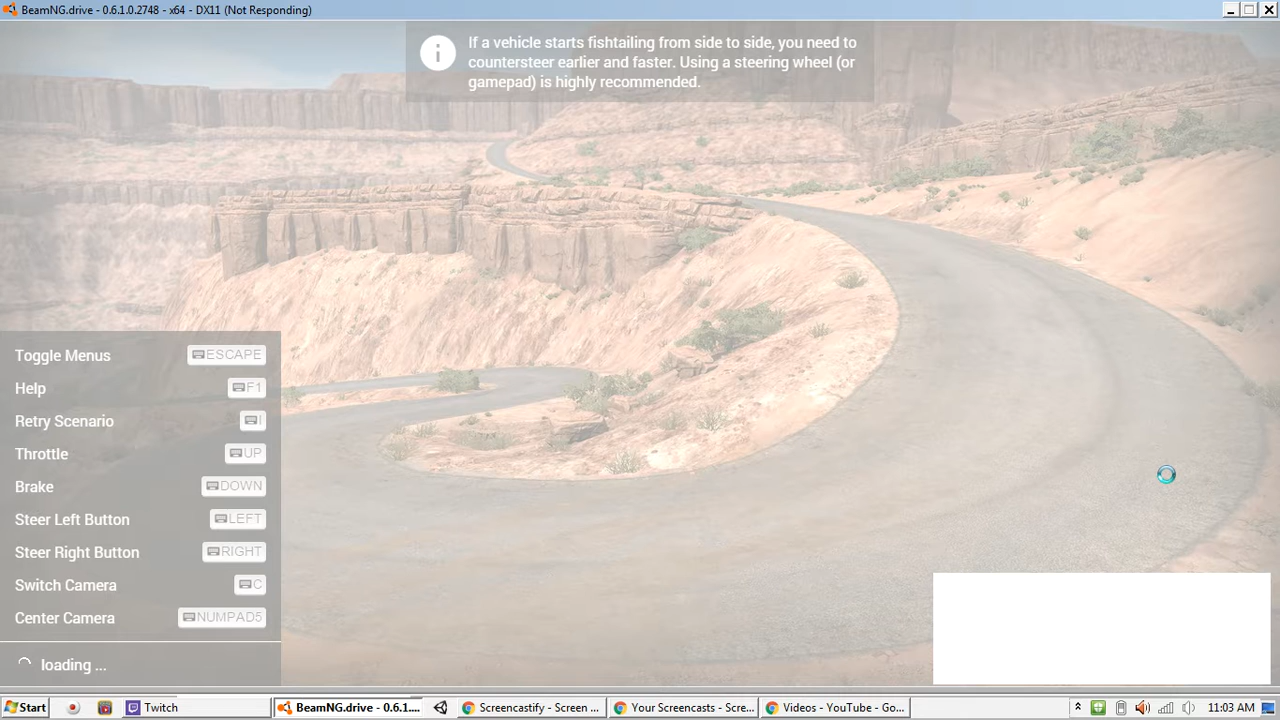 BeamNG.drive - 0.6.1.0.2748 - x64 - DX11 (Not Responding)
If a vehicle starts fishtailing from side to side, you need to
countersteer earlier and faster. Using a steering wheel (or
gamepad) is highly recommended.
Toggle Menus ESCAPE
Help F1
Retry Scenario I
Throttle UP
Brake DOWN
Steer Left Button LEFT
Steer Right Button RIGHT
Switch Camera C
Center Camera NUMPAD5
loading ...
Start Twitch BeamNG.drive - 0.6.1.... Screencastify - Screen ... Your Screencasts - Scre... Videos - YouTube - Go... 11:03 AM